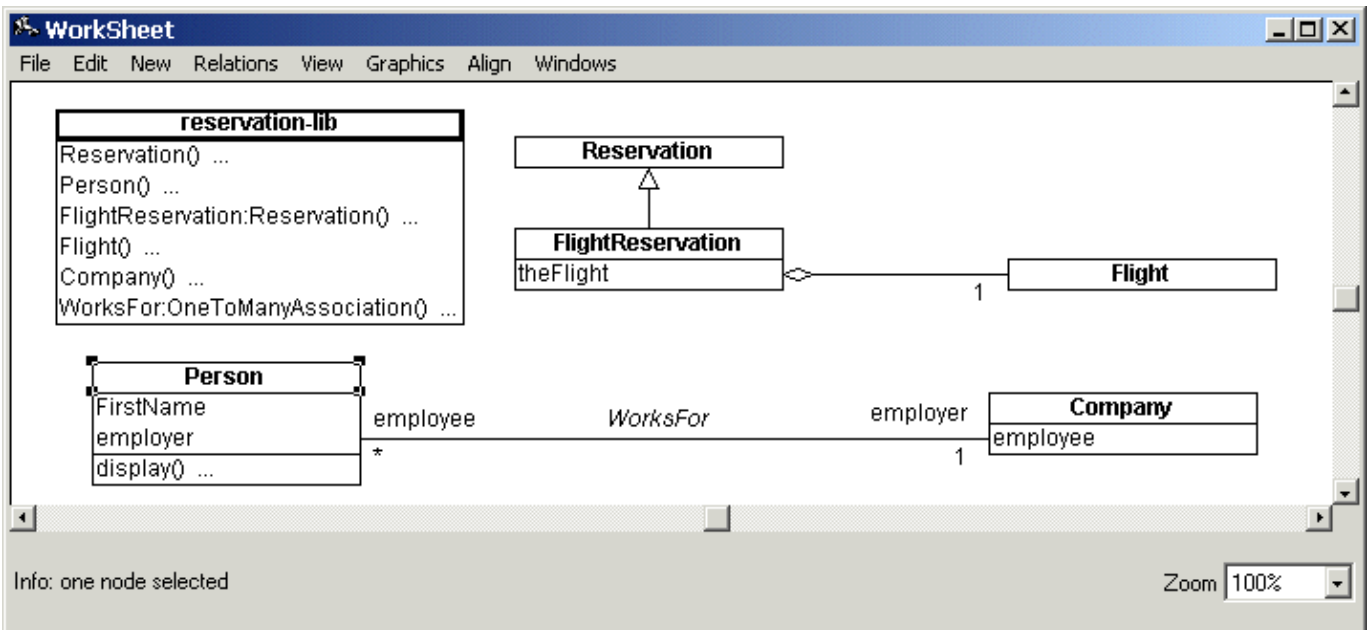 WorkSheet
File Edit New Relations View Graphics Align Windows
reservation-lib
Reservation() ...
Person() ...
FlightReservation:Reservation() ...
Flight() ...
Company() ...
WorksFor:OneToManyAssociation() ...
Reservation
FlightReservation
theFlight
1
Flight
Person
FirstName
employer
display() ...
employee
*
WorksFor
employer
1
Company
employee
Info: one node selected
Zoom 100%